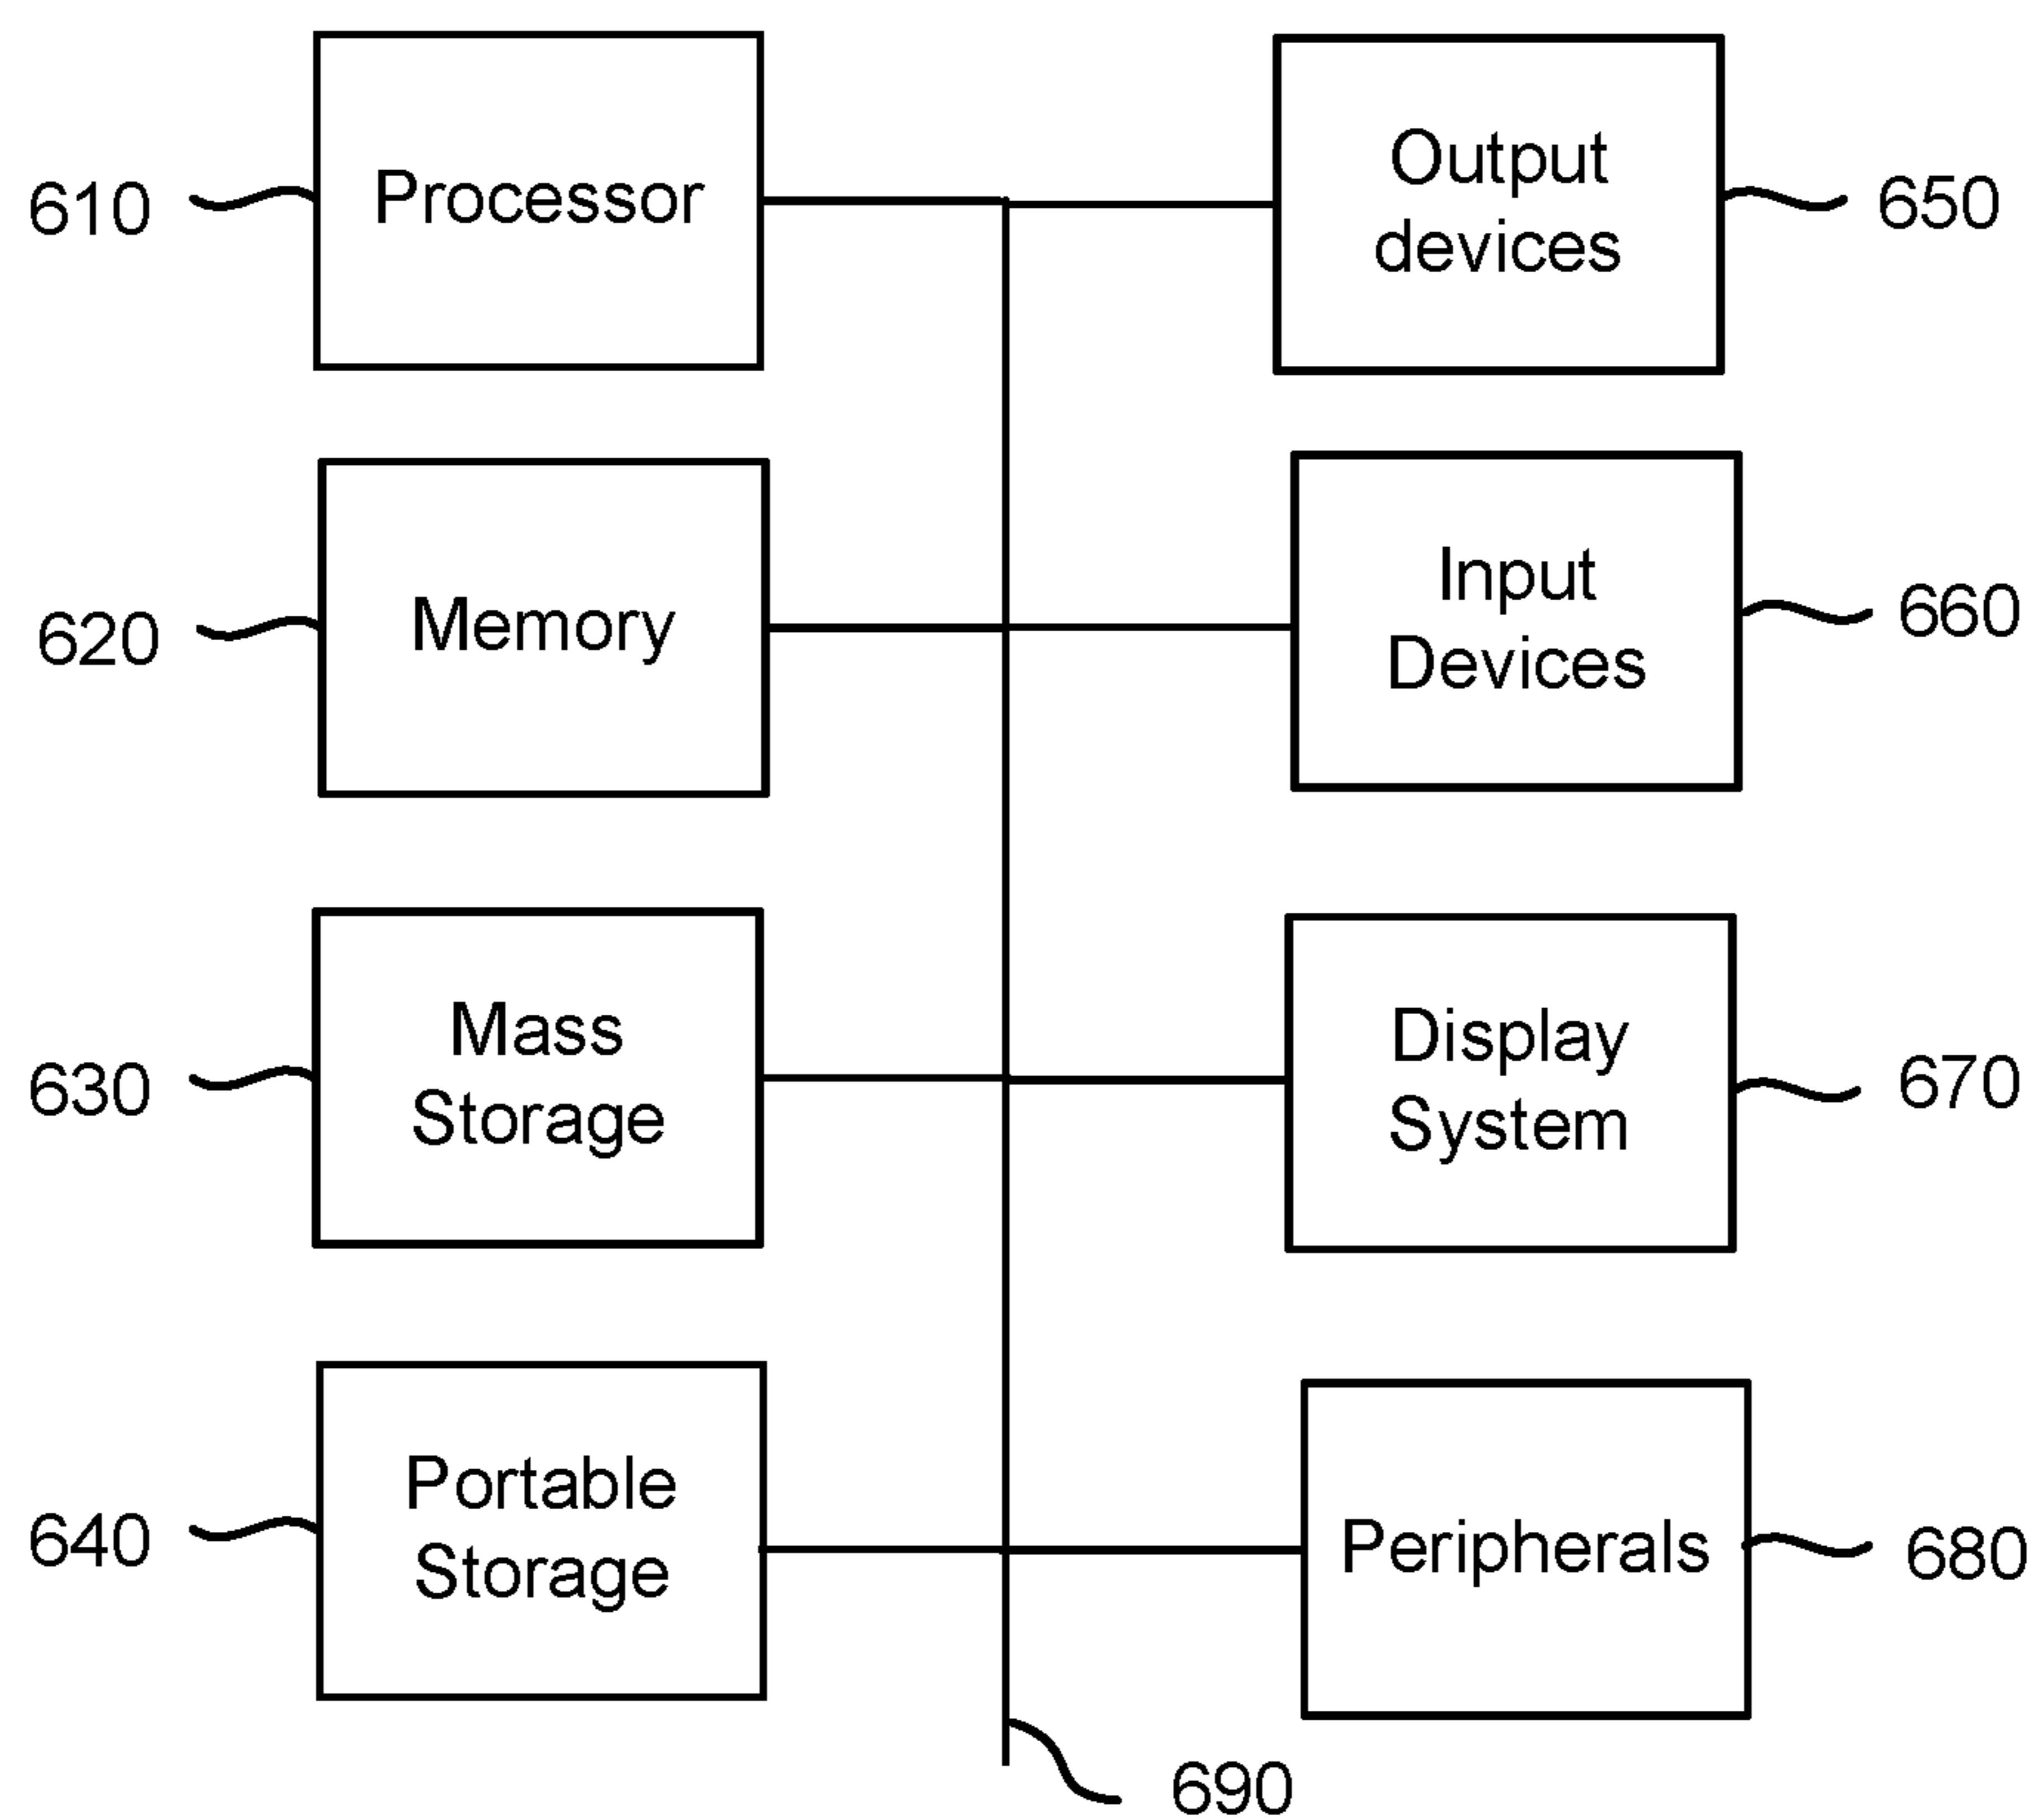 610
Processor
Output
devices
650
620
Memory
Input
Devices
660
630
Mass
Storage
Display
System
670
640
Portable
Storage
Peripherals
680
690